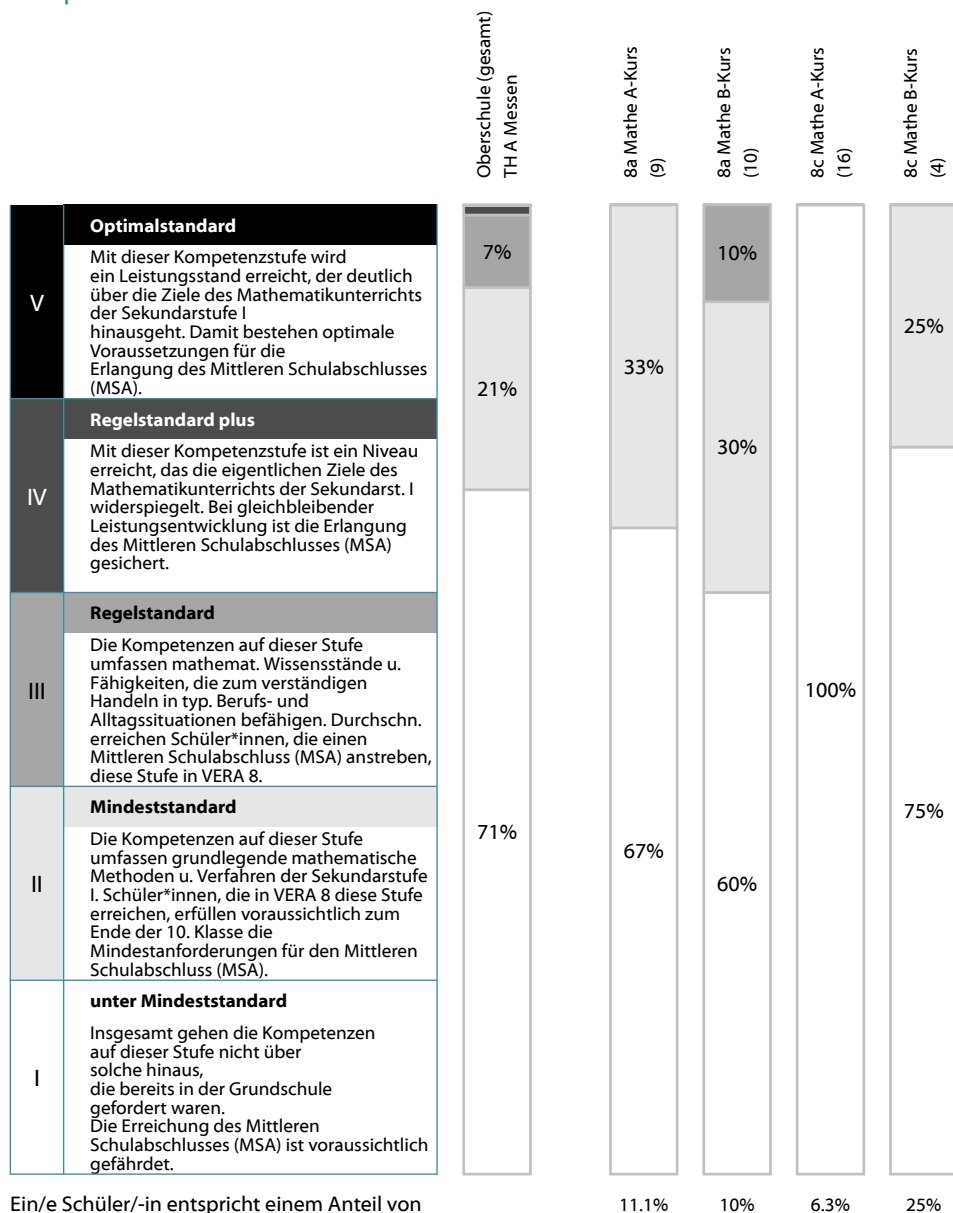 Oberschule (gesamt)
TH A Messen
8a Mathe A-Kurs
(9)
8a Mathe B-Kurs
(10)
8c Mathe A-Kurs
(16)
8c Mathe B-Kurs
(4)
V
Optimalstandard
Mit dieser Kompetenzstufe wird
ein Leistungsstand erreicht, der deutlich
über die Ziele des Mathematikunterrichts
der Sekundarstufe I
hinausgeht. Damit bestehen optimale
Voraussetzungen für die
Erlangung des Mittleren Schulabschlusses
(MSA).
IV
Regelstandard plus
Mit dieser Kompetenzstufe ist ein Niveau
erreicht, das die eigentlichen Ziele des
Mathematikunterrichts der Sekundarst. I
widerspiegelt. Bei gleichbleibender
Leistungsentwicklung ist die Erlangung
des Mittleren Schulabschlusses (MSA)
gesichert.
III
Regelstandard
Die Kompetenzen auf dieser Stufe
umfassen mathemat. Wissensstände u.
Fähigkeiten, die zum verständigen
Handeln in typ. Berufs- und
Alltagssituationen befähigen. Durchschn.
erreichen Schüler*innen, die einen
Mittleren Schulabschluss (MSA) anstreben,
diese Stufe in VERA 8.
II
Mindeststandard
Die Kompetenzen auf dieser Stufe
umfassen grundlegende mathematische
Methoden u. Verfahren der Sekundarstufe
I. Schüler*innen, die in VERA 8 diese Stufe
erreichen, erfüllen voraussichtlich zum
Ende der 10. Klasse die
Mindestanforderungen für den Mittleren
Schulabschluss (MSA).
I
unter Mindeststandard
Insgesamt gehen die Kompetenzen
auf dieser Stufe nicht über
solche hinaus,
die bereits in der Grundschule
gefordert waren.
Die Erreichung des Mittleren
Schulabschlusses (MSA) ist voraussichtlich
gefährdet.
7%
21%
71%
33%
67%
10%
30%
60%
100%
25%
75%
Ein/e Schüler/-in entspricht einem Anteil von 11.1% 10% 6.3% 25%